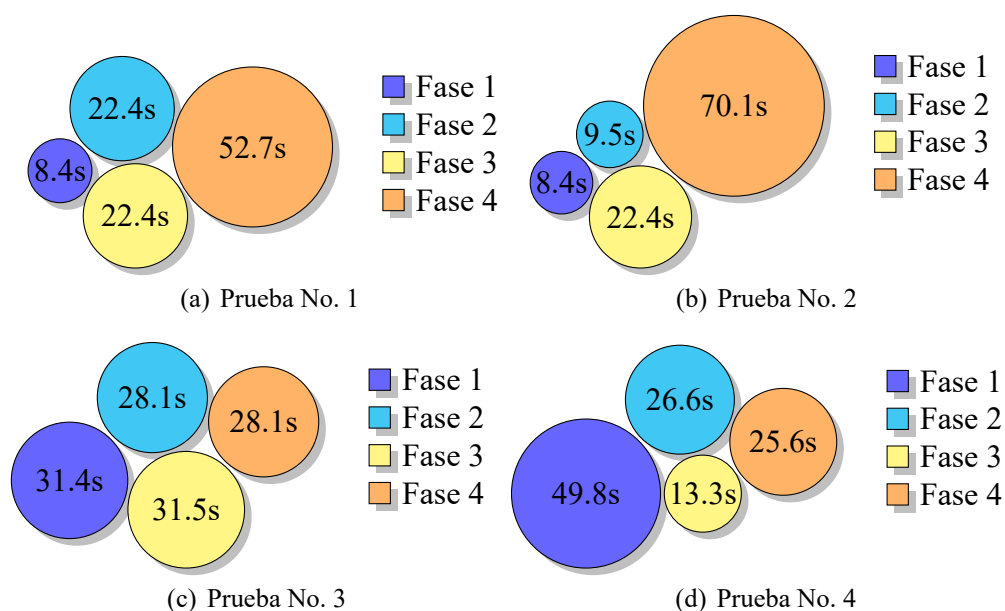 22.4s
8.4s
22.4s
52.7s
Fase 1
Fase 2
Fase 3
Fase 4
(a) Prueba No. 1
70.1s
9.5s
8.4s
22.4s
Fase 1
Fase 2
Fase 3
Fase 4
(b) Prueba No. 2
28.1s
28.1s
31.4s
31.5s
Fase 1
Fase 2
Fase 3
Fase 4
(c) Prueba No. 3
26.6s
25.6s
49.8s
13.3s
Fase 1
Fase 2
Fase 3
Fase 4
(d) Prueba No. 4